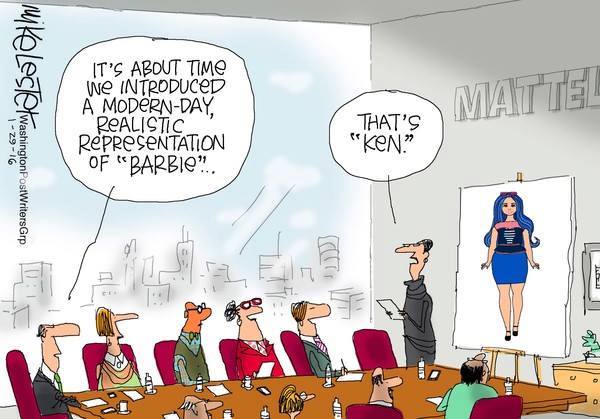 mike lester
1-29-16
WashingtonPostWritersGrp
IT'S ABOUT TIME
WE INTRODUCED
A MODERN-DAY,
REALISTIC
REPRESENTATION
OF "BARBIE"...
THAT'S
"KEN."
MATTEL